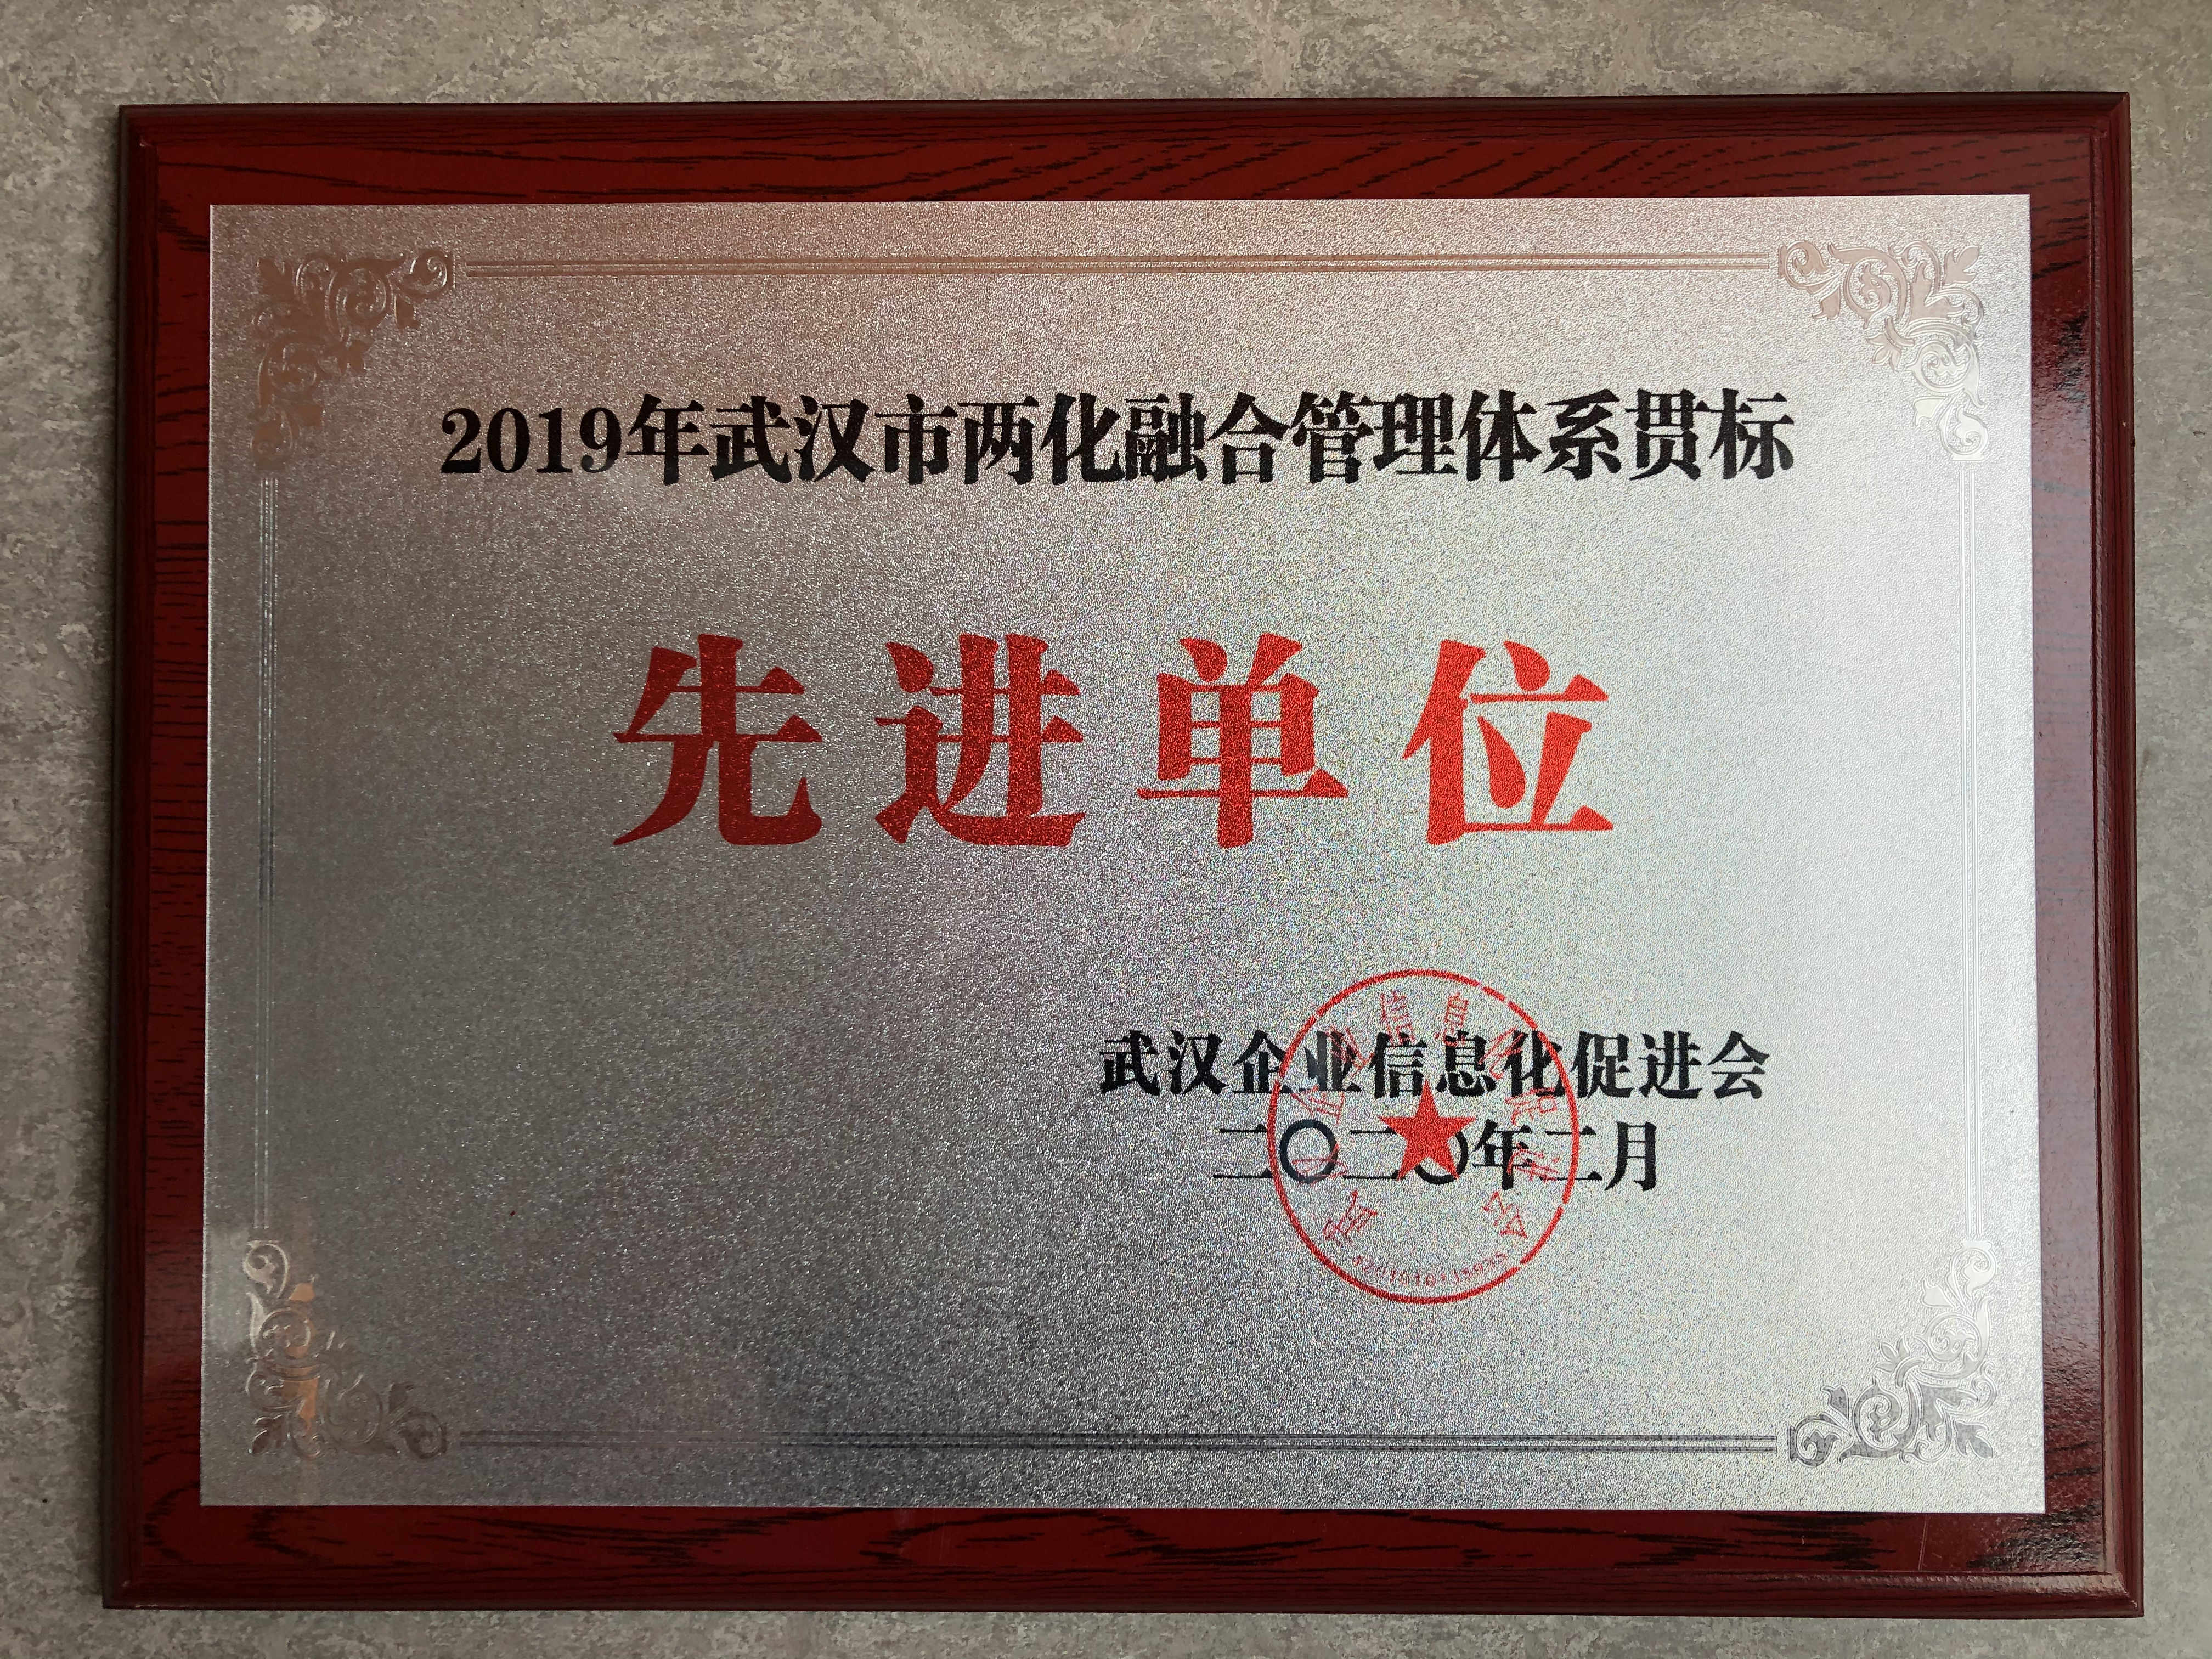 2019年武汉市两化融合管理体系贯标
先进单位
武汉企业信息化促进会
二〇二〇年二月